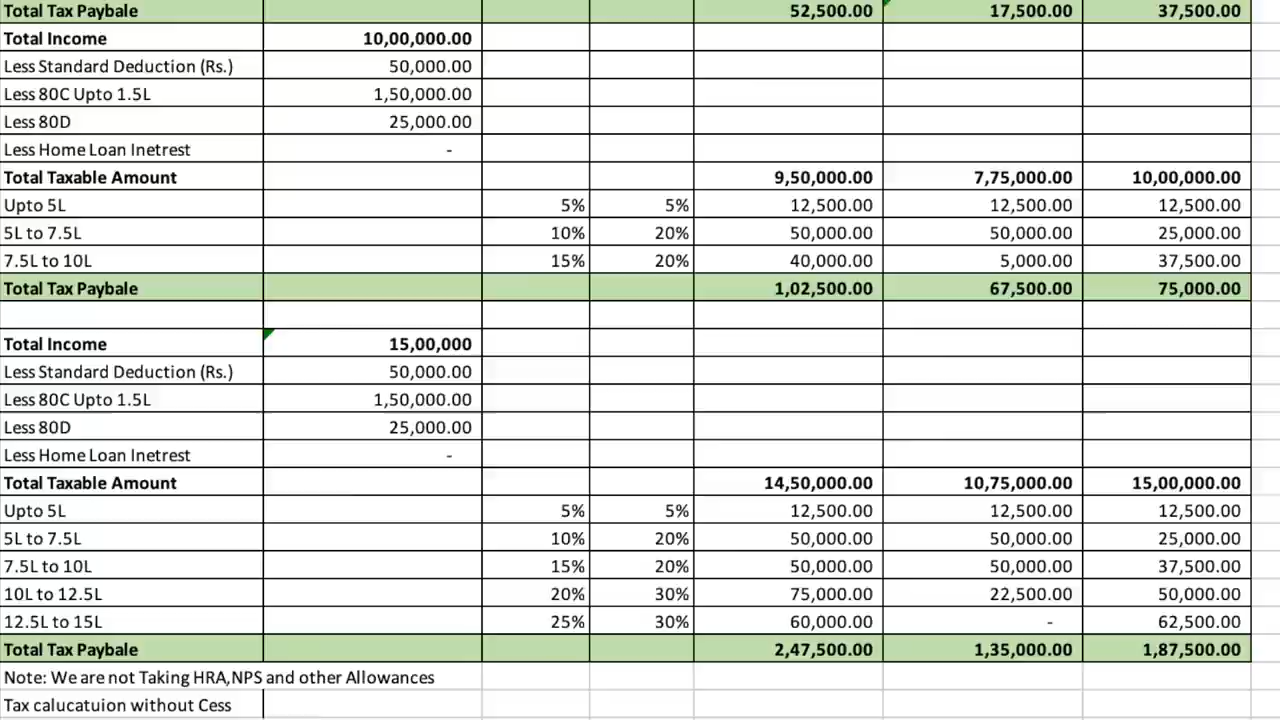 Total Tax Paybale 52,500.00 17,500.00 37,500.00
Total Income 10,00,000.00
Less Standard Deduction (Rs.) 50,000.00
Less 80C Upto 1.5L 1,50,000.00
Less 80D 25,000.00
Less Home Loan Inetrest -
Total Taxable Amount 9,50,000.00 7,75,000.00 10,00,000.00
Upto 5L 5% 5% 12,500.00 12,500.00 12,500.00
5L to 7.5L 10% 20% 50,000.00 50,000.00 25,000.00
7.5L to 10L 15% 20% 40,000.00 5,000.00 37,500.00
Total Tax Paybale 1,02,500.00 67,500.00 75,000.00
Total Income 15,00,000
Less Standard Deduction (Rs.) 50,000.00
Less 80C Upto 1.5L 1,50,000.00
Less 80D 25,000.00
Less Home Loan Inetrest -
Total Taxable Amount 14,50,000.00 10,75,000.00 15,00,000.00
Upto 5L 5% 5% 12,500.00 12,500.00 12,500.00
5L to 7.5L 10% 20% 50,000.00 50,000.00 25,000.00
7.5L to 10L 15% 20% 50,000.00 50,000.00 37,500.00
10L to 12.5L 20% 30% 75,000.00 22,500.00 50,000.00
12.5L to 15L 25% 30% 60,000.00 - 62,500.00
Total Tax Paybale 2,47,500.00 1,35,000.00 1,87,500.00
Note: We are not Taking HRA,NPS and other Allowances
Tax calucatuion without Cess